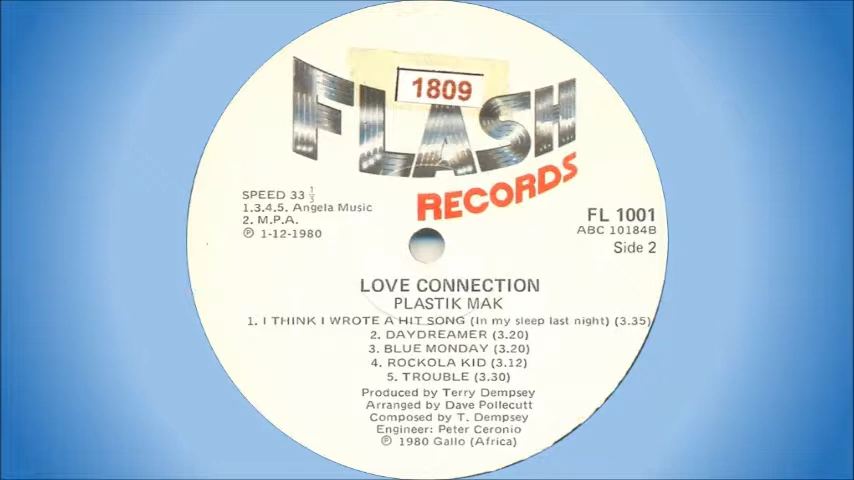 1809
FLASH
RECORDS
SPEED 33 1/3
1.3.4.5. Angela Music
2. M.P.A.
℗ 1-12-1980
FL 1001
ABC 10184B
Side 2
LOVE CONNECTION
PLASTIK MAK
1. I THINK I WROTE A HIT SONG (In my sleep last night) (3.35)
2. DAYDREAMER (3.20)
3. BLUE MONDAY (3.20)
4. ROCKOLA KID (3.12)
5. TROUBLE (3.30)
Produced by Terry Dempsey
Arranged by Dave Pollecutt
Composed by T. Dempsey
Engineer: Peter Ceronio
℗ 1980 Gallo (Africa)